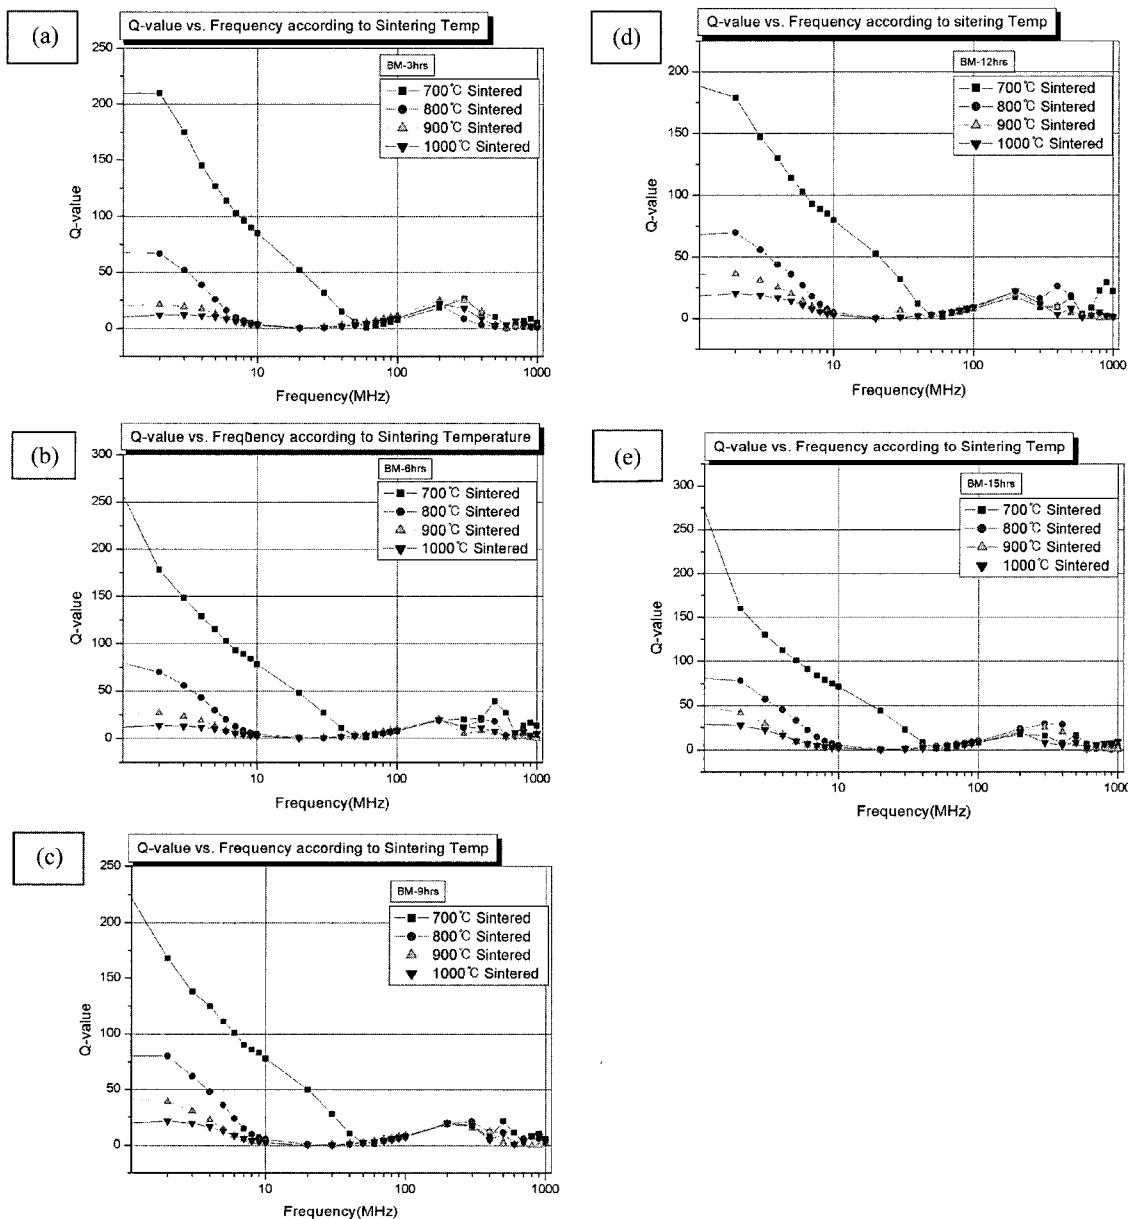 (a)
Q-value vs. Frequency according to Sintering Temp
BM-3hrs
700℃ Sintered
800℃ Sintered
900℃ Sintered
1000℃ Sintered
250
200
150
100
50
0
Q-value
10 100 1000
Frequency(MHz)
(b)
Q-value vs. Frequency according to Sintering Temperature
BM-6hrs
700℃ Sintered
800℃ Sintered
900℃ Sintered
1000℃ Sintered
300
250
200
150
100
50
0
Q-value
10 100 1000
Frequency(MHz)
(c)
Q-value vs. Frequency according to Sintering Temp
BM-9hrs
700℃ Sintered
800℃ Sintered
900℃ Sintered
1000℃ Sintered
250
200
150
100
50
0
Q-value
10 100 1000
Frequency(MHz)
(d)
Q-value vs. Frequency according to sitering Temp
BM-12hrs
700℃ Sintered
800℃ Sintered
900℃ Sintered
1000℃ Sintered
200
150
100
50
0
Q-value
10 100 1000
Frequency(MHz)
(e)
Q-value vs. Frequency according to Sintering Temp
BM-15hrs
700℃ Sintered
800℃ Sintered
900℃ Sintered
1000℃ Sintered
300
250
200
150
100
50
0
Q-value
10 100 1000
Frequency(MHz)